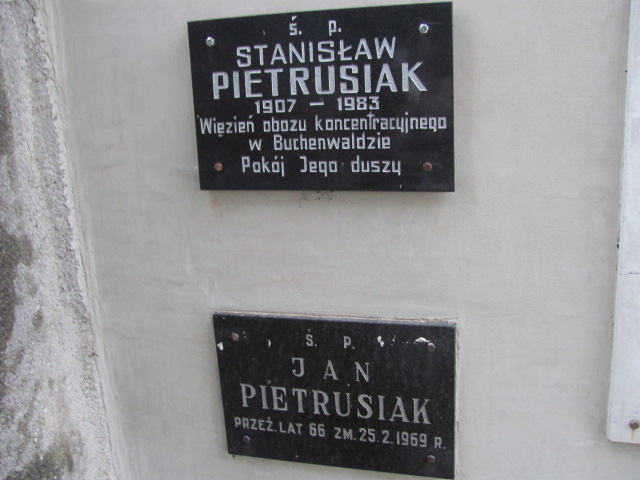 Ś. P.
STANISŁAW
PIETRUSIAK
1907 - 1983
Więzień obozu koncentracyjnego
w Buchenwaldzie
Pokój Jego duszy
Ś. P.
JAN
PIETRUSIAK
PRZEŻ. LAT 66 ZM. 25.2.1969 R.